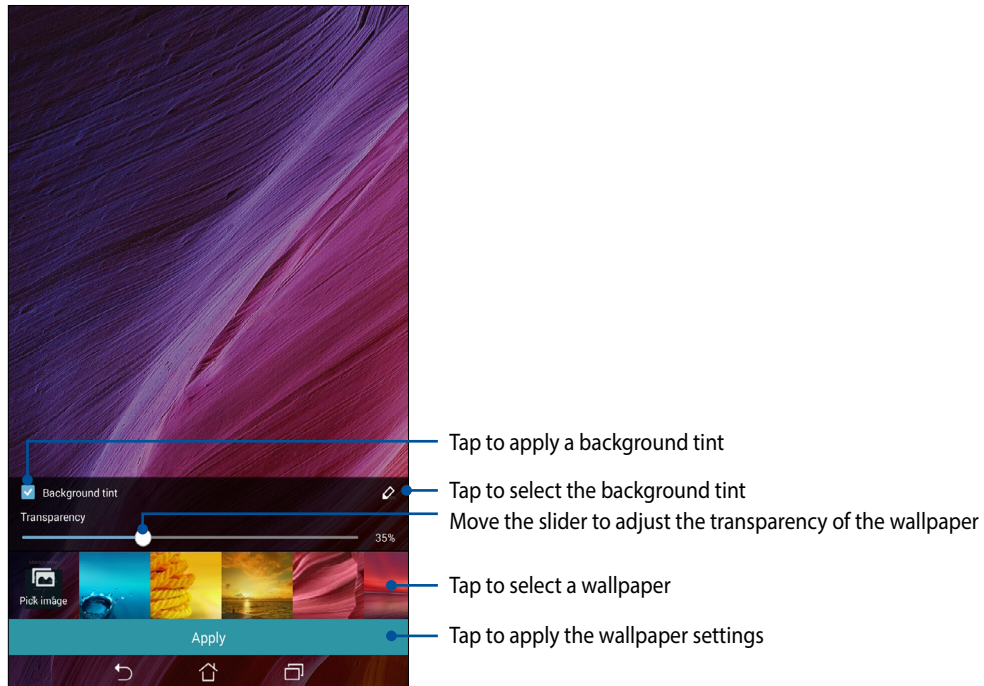 Tap to apply a background tint
Background tint
Tap to select the background tint
Transparency
Move the slider to adjust the transparency of the wallpaper
35%
Pick image
Tap to select a wallpaper
Apply
Tap to apply the wallpaper settings